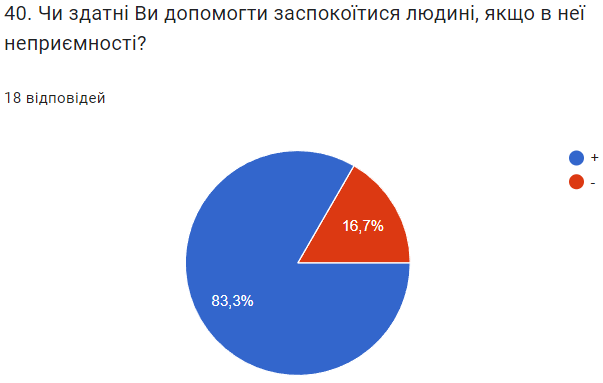 40. Чи здатні Ви допомогти заспокоїтися людині, якщо в неї
неприємності?
18 відповідей
+
-
16,7%
83,3%